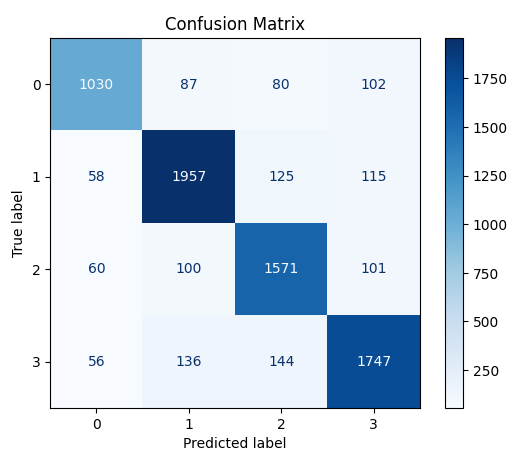 Confusion Matrix
0 1030 87 80 102
1 58 1957 125 115
2 60 100 1571 101
3 56 136 144 1747
0 1 2 3
Predicted label
True label
1750
1500
1250
1000
750
500
250